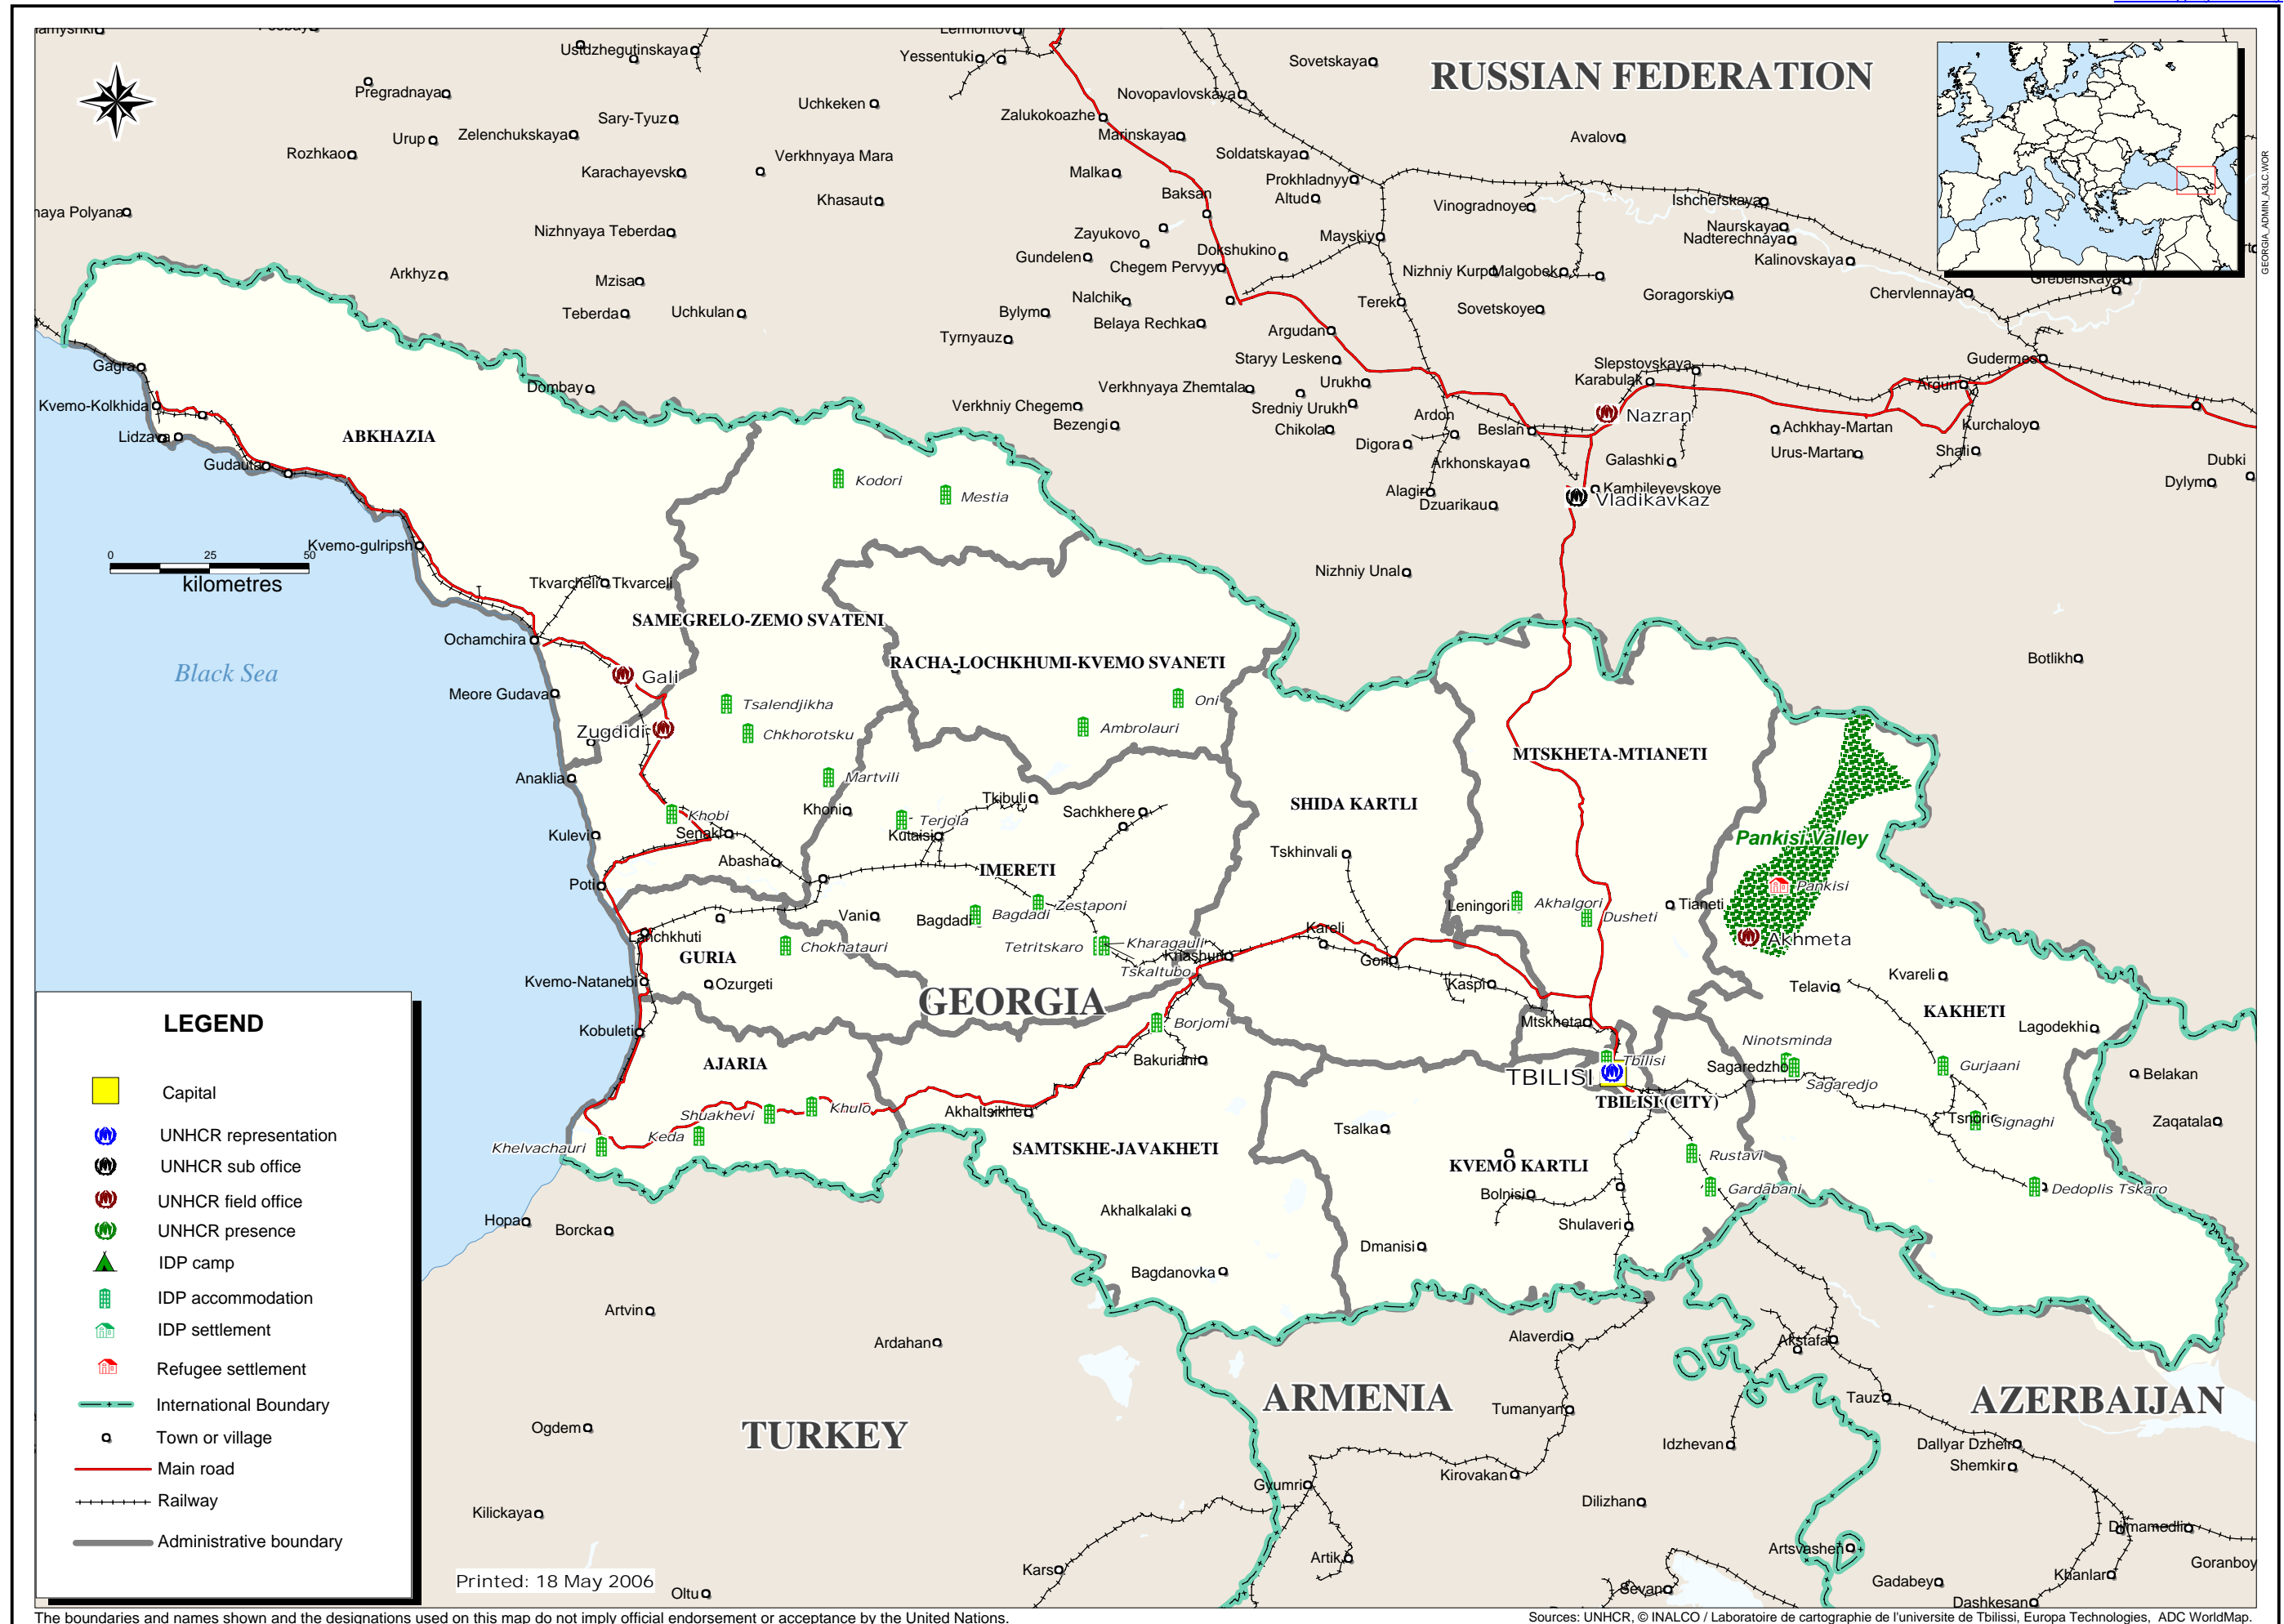 RUSSIAN FEDERATION
GEORGIA_ADMIN_A3LC.WOR
Ustdzhegutinskaya
Yessentuki
Sovetskaya
Pregradnaya
Uchkeken
Novopavlovskaya
Zalukokoazhe
Sary-Tyuz
Marinskaya
Avalov
Rozhkao
Urup
Zelenchukskaya
Verkhnyaya Mara
Soldatskaya
Karachayevsk
Malka
Prokhladnyy
Baksan
Altud
Khasaut
Vinogradnoye
Ishcherskaya
naya Polyana
Nizhnyaya Teberda
Zayukovo
Mayskiy
Naurskaya
Nadterechnaya
Dokshukino
Gundelen
Chegem Pervyy
Kalinovskaya
Arkhyz
Mzisa
Nizhniy Kurp
Malgobek
Grebenskaya
Nalchik
Terek
Goragorskiy
Chervlennaya
Teberda
Uchkulan
Bylym
Belaya Rechka
Sovetskoye
Tyrnyauz
Argudan
Staryy Lesken
Slepstovskaya
Gudermes
Gagra
Dombay
Verkhnyaya Zhemtala
Urukh
Karabulak
Argun
Kvemo-Kolkhida
Verkhniy Chegem
Sredniy Urukh
Ardon
Nazran
Bezengi
Chikola
Beslan
Achkhay-Martan
Kurchaloy
Lidzava
ABKHAZIA
Digora
Urus-Martan
Shali
Dubki
Gudauta
Arkhonskaya
Galashki
Dylym
Kodori
Mestia
Alagir
Dzuarikau
Kambileyevskoye
Vladikavkaz
Kvemo-gulripsh
0 25 50
kilometres
Tkvarcheli
Tkvarceli
Nizhniy Unal
Ochamchira
SAMEGRELO-ZEMO SVATENI
RACHA-LOCHKHUMI-KVEMO SVANETI
Botlikh
Black Sea
Gali
Meore Gudava
Tsalendjikha
Oni
Zugdidi
Chkhorotsku
Ambrolauri
MTSKHETA-MTIANETI
Anaklia
Martvili
Khobi
Khoni
Tkibuli
Sachkhere
SHIDA KARTLI
Terjola
Kulevi
Senaki
Kutaisi
Pankisi Valley
Abasha
IMERETI
Tskhinvali
Poti
Pankisi
Vani
Bagdadi
Bagdadi
Zestaponi
Leningori
Akhalgori
Dusheti
Tianeti
Lanchkhuti
GURIA
Chokhatauri
Tetritskaro
Kharagauli
Khashuri
Kareli
Akhmeta
Tskaltubo
Gori
Kvemo-Natanebi
Ozurgeti
GEORGIA
Kaspi
Telavi
Kvareli
KAKHETI
Kobuleti
Borjomi
Mtskheta
Lagodekhi
AJARIA
Bakuriani
Tbilisi
Ninotsminda
Sagaredzho
Sagaredjo
Gurjaani
Belakan
TBILISI
TBILISI (CITY)
Shuakhevi
Khulo
Akhaltsikhe
Keda
Khelvachauri
Tsalka
Tsnori
Signaghi
Zaqatala
SAMTSKHE-JAVAKHETI
KVEMO KARTLI
Rustavi
Gardabani
Dedoplis Tskaro
Bolnisi
Hopa
Borcka
Akhalkalaki
Shulaveri
Dmanisi
Bagdanovka
Artvin
Ardahan
Alaverdi
Akstafa
ARMENIA
AZERBAIJAN
TURKEY
Tauz
Ogdem
Tumanyan
Idzhevan
Dallyar Dzheir
Shemkir
Gyumri
Kirovakan
Kilickaya
Dilizhan
Artsvashen
Kars
Artik
Goranboy
Sevan
Gadabey
Khanlar
Oltu
Dashkesan
LEGEND
Capital
UNHCR representation
UNHCR sub office
UNHCR field office
UNHCR presence
IDP camp
IDP accommodation
IDP settlement
Refugee settlement
International Boundary
Town or village
Main road
Railway
Administrative boundary
Printed: 18 May 2006
The boundaries and names shown and the designations used on this map do not imply official endorsement or acceptance by the United Nations.
Sources: UNHCR, © INALCO / Laboratoire de cartographie de l'universite de Tbilissi, Europa Technologies, ADC WorldMap.